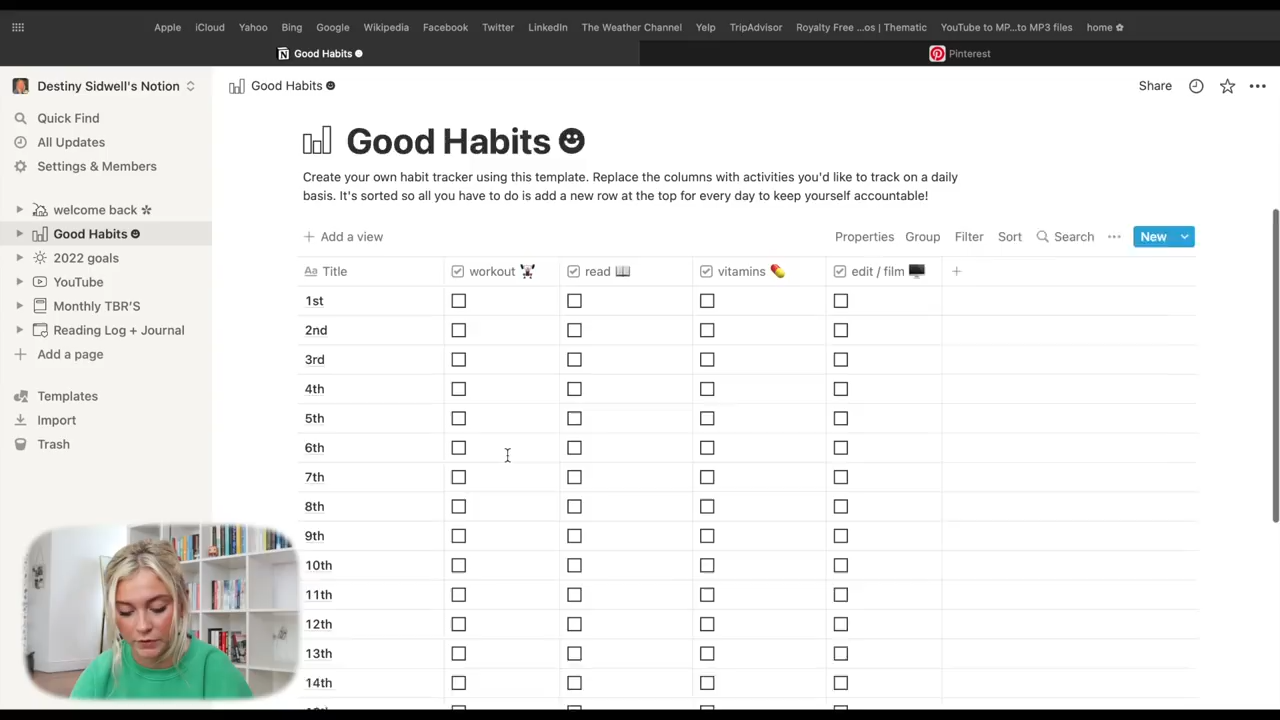 Apple iCloud Yahoo Bing Google Wikipedia Facebook Twitter LinkedIn The Weather Channel Yelp TripAdvisor Royalty Free ...os | Thematic YouTube to MP...to MP3 files home ✿
Good Habits ☻ Pinterest
Destiny Sidwell's Notion
Good Habits ☻
Share
Quick Find
All Updates
Settings & Members
welcome back ✲
Good Habits ☻
2022 goals
YouTube
Monthly TBR'S
Reading Log + Journal
Add a page
Templates
Import
Trash
Good Habits ☻
Create your own habit tracker using this template. Replace the columns with activities you'd like to track on a daily
basis. It's sorted so all you have to do is add a new row at the top for every day to keep yourself accountable!
+ Add a view Properties Group Filter Sort Search ••• New
Aa Title workout 🏋 read 📖 vitamins 💊 edit / film 🖥 +
1st
2nd
3rd
4th
5th
6th
7th
8th
9th
10th
11th
12th
13th
14th